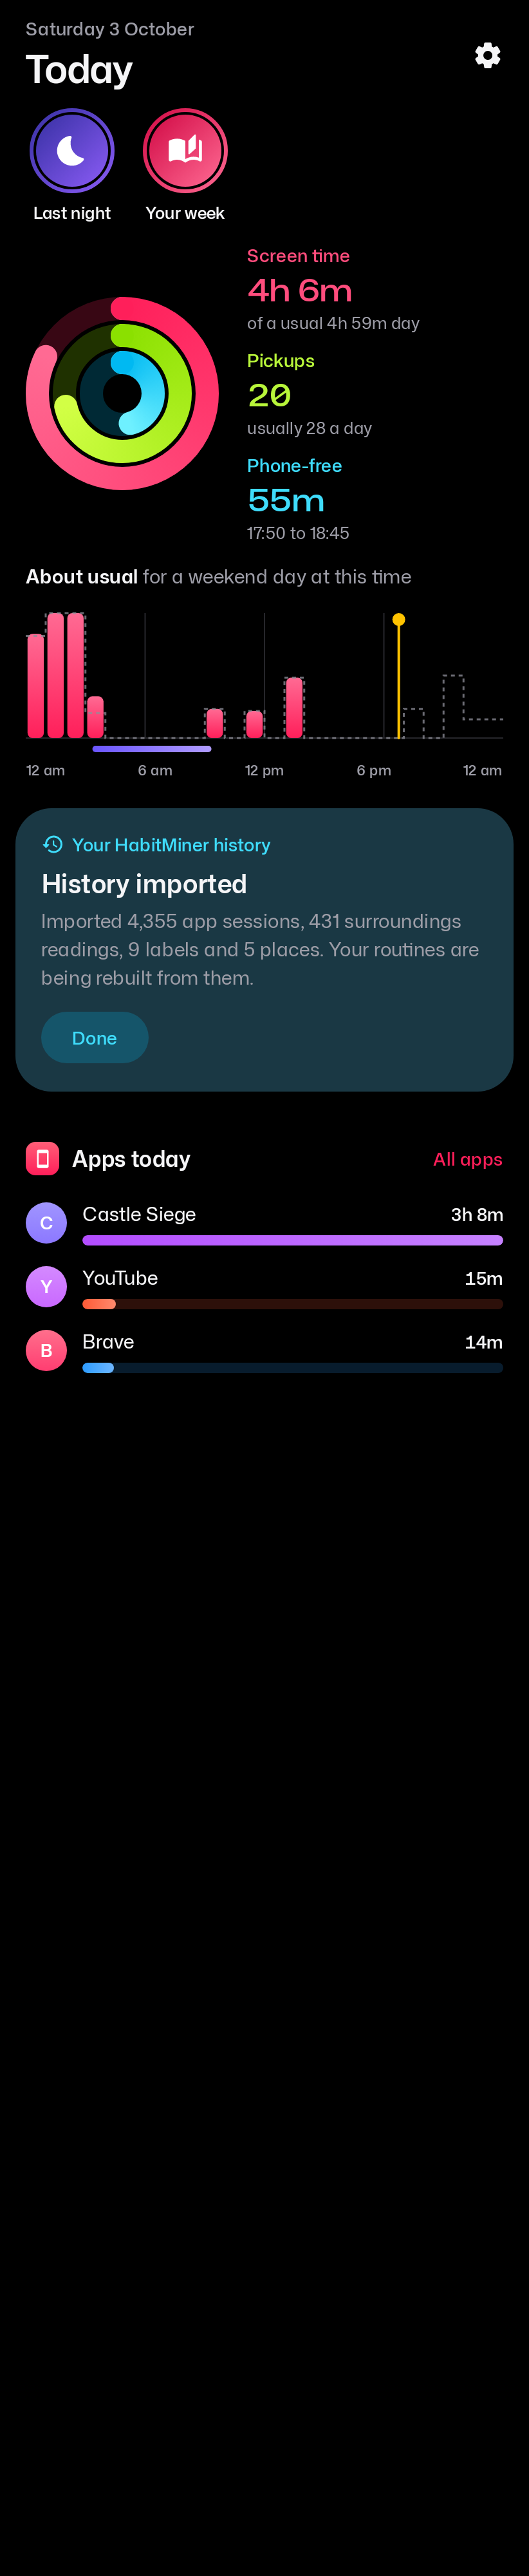 Saturday 3 October
Today
Last night
Your week
Screen time
4h 6m
of a usual 4h 59m day
Pickups
20
usually 28 a day
Phone-free
55m
17:50 to 18:45
About usual for a weekend day at this time
12 am 6 am 12 pm 6 pm 12 am
Your HabitMiner history
History imported
Imported 4,355 app sessions, 431 surroundings
readings, 9 labels and 5 places. Your routines are
being rebuilt from them.
Done
Apps today
All apps
C Castle Siege 3h 8m
Y YouTube 15m
B Brave 14m